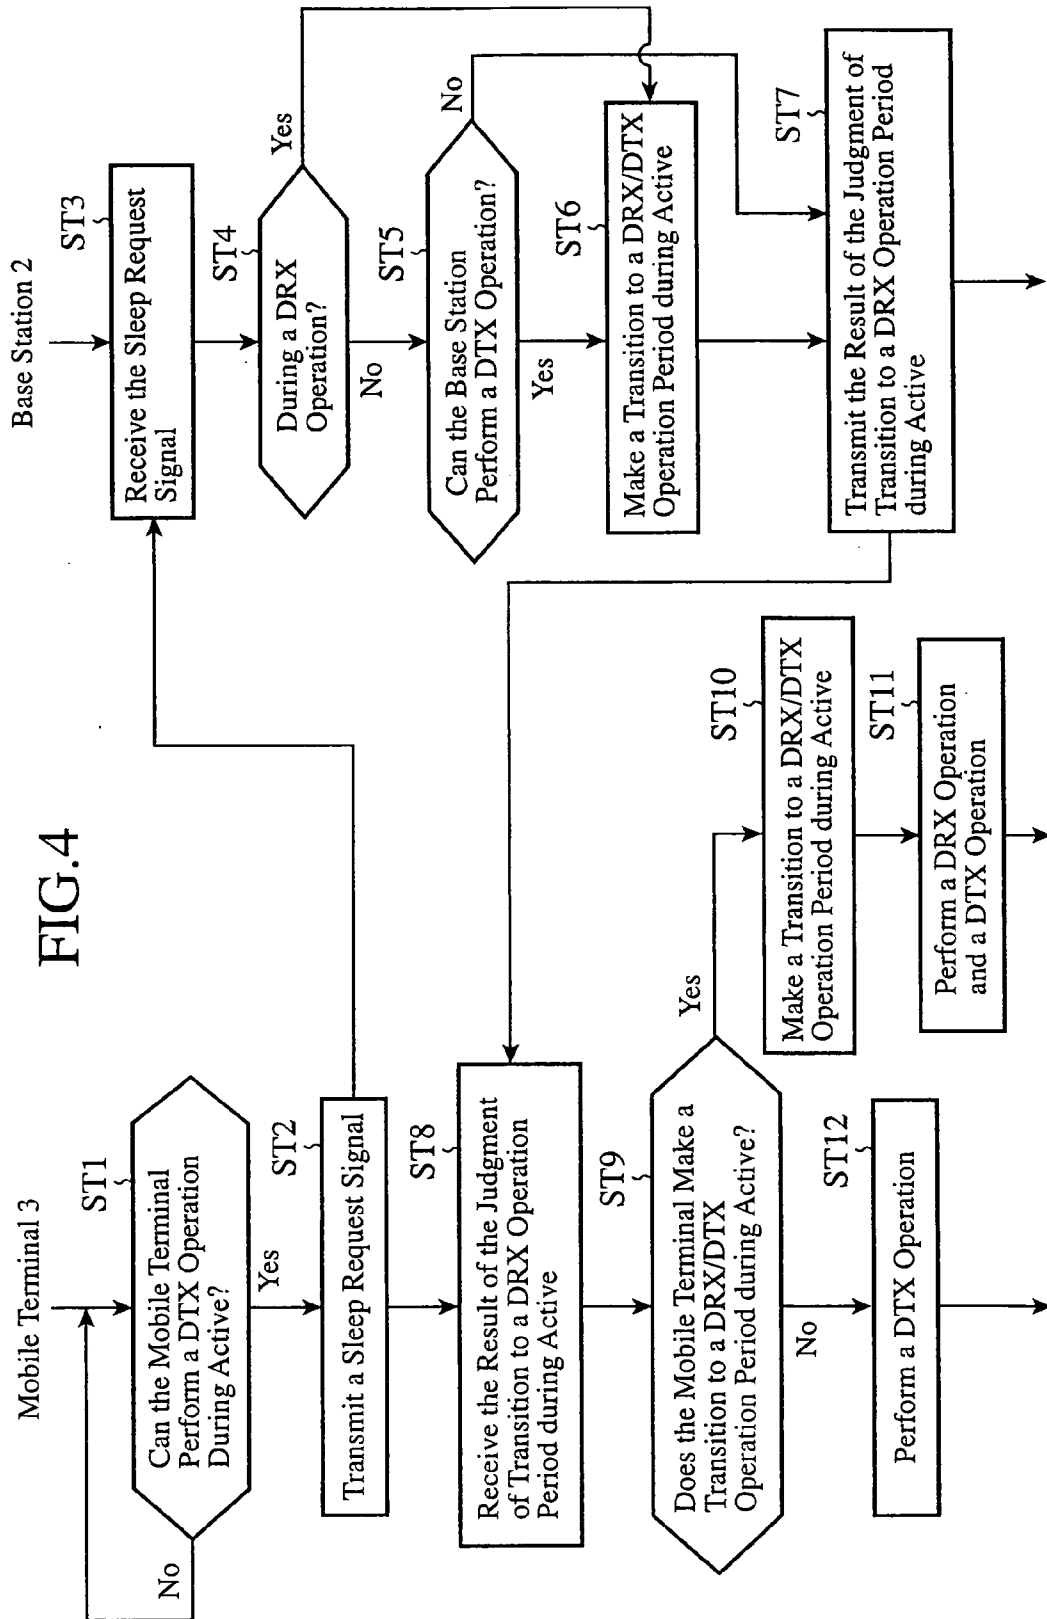 FIG.4
Mobile Terminal 3
ST1
Can the Mobile Terminal
Perform a DTX Operation
During Active?
No
Yes
ST2
Transmit a Sleep Request Signal
ST8
Receive the Result of the Judgment
of Transition to a DRX Operation
Period during Active
ST9
Does the Mobile Terminal Make a
Transition to a DRX/DTX
Operation Period during Active?
Yes
No
ST10
Make a Transition to a DRX/DTX
Operation Period during Active
ST11
Perform a DRX Operation
and a DTX Operation
ST12
Perform a DTX Operation
Base Station 2
ST3
Receive the Sleep Request
Signal
ST4
During a DRX
Operation?
Yes
No
ST5
Can the Base Station
Perform a DTX Operation?
No
Yes
ST6
Make a Transition to a DRX/DTX
Operation Period during Active
ST7
Transmit the Result of the Judgment of
Transition to a DRX Operation Period
during Active